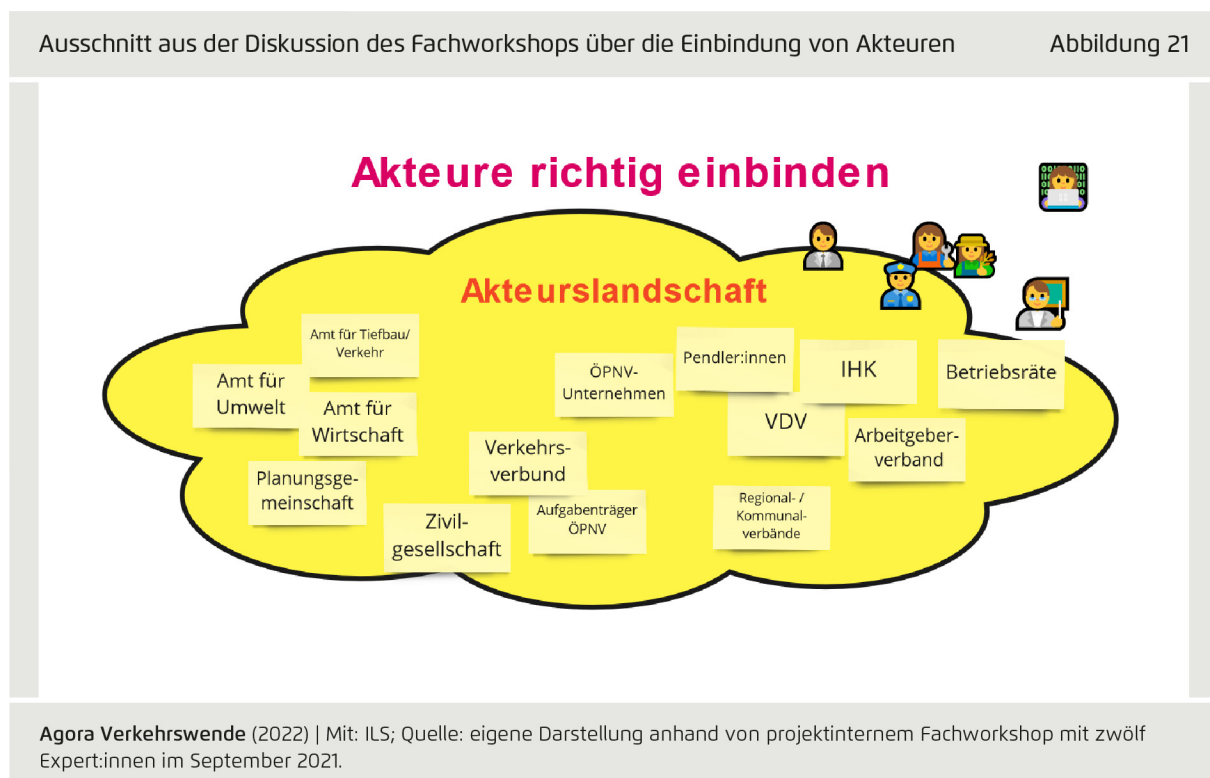 Ausschnitt aus der Diskussion des Fachworkshops über die Einbindung von Akteuren
Abbildung 21
Akteure richtig einbinden
Akteurslandschaft
Amt für Tiefbau/
Verkehr
Amt für
Umwelt
Amt für
Wirtschaft
Planungsge-
meinschaft
Zivil-
gesellschaft
Verkehrs-
verbund
Aufgabenträger
ÖPNV
ÖPNV-
Unternehmen
Pendler:innen
VDV
IHK
Arbeitgeber-
verband
Betriebsräte
Regional- /
Kommunal-
verbände
Agora Verkehrswende (2022) | Mit: ILS; Quelle: eigene Darstellung anhand von projektinternem Fachworkshop mit zwölf
Expert:innen im September 2021.